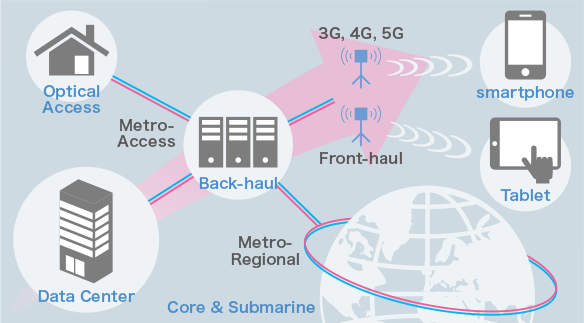 3G, 4G, 5G
smartphone
Optical
Access
Metro-
Access
Back-haul
Front-haul
Tablet
Metro-
Regional
Data Center
Core & Submarine